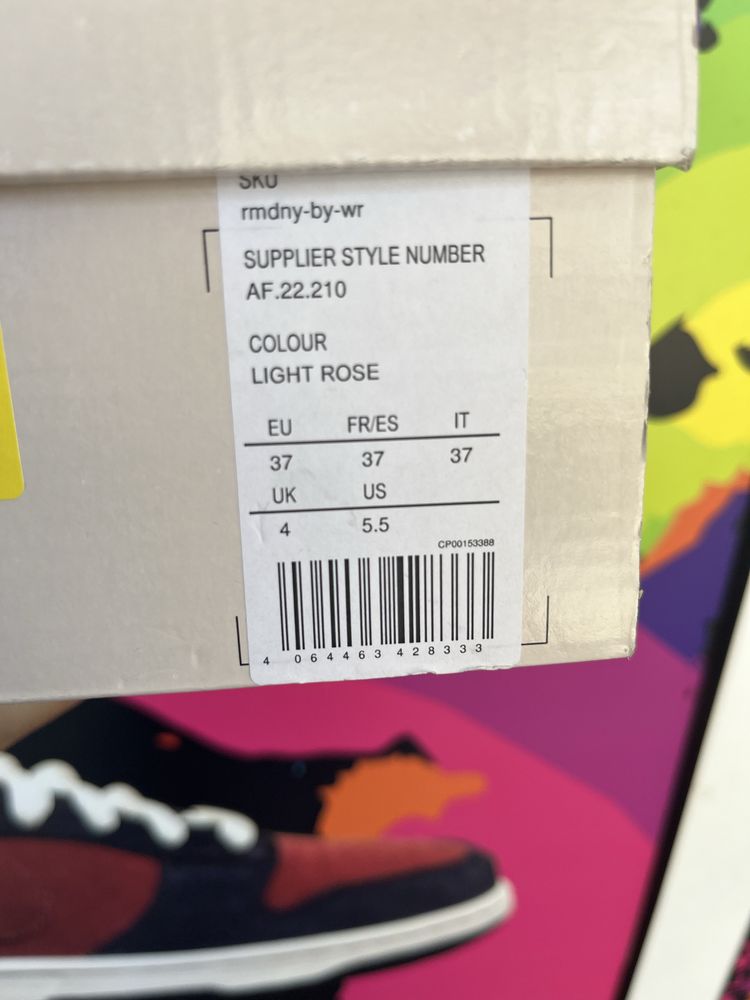 SKU
rmdny-by-wr
SUPPLIER STYLE NUMBER
AF.22.210
COLOUR
LIGHT ROSE
EU FR/ES IT
37 37 37
UK US
4 5.5
CP00153388
4 064463 428333